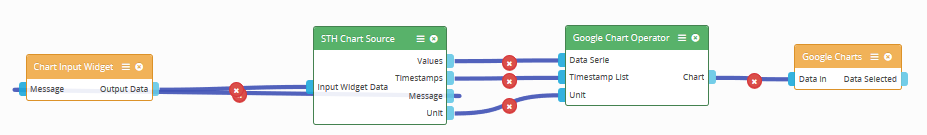 Chart Input Widget
Message
Output Data
STH Chart Source
Values
Timestamps
Input Widget Data
Message
Unit
Google Chart Operator
Data Serie
Timestamp List
Chart
Unit
Google Charts
Data In
Data Selected